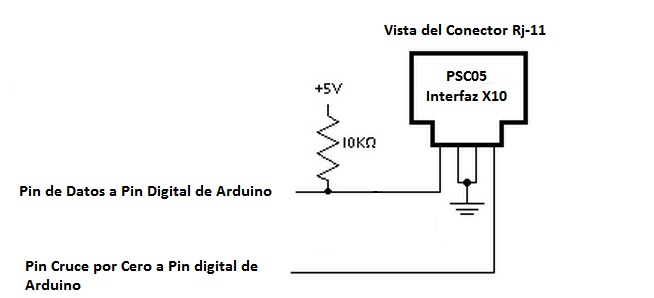 Vista del Conector Rj-11
PSC05
Interfaz X10
+5V
10KΩ
Pin de Datos a Pin Digital de Arduino
Pin Cruce por Cero a Pin digital de
Arduino